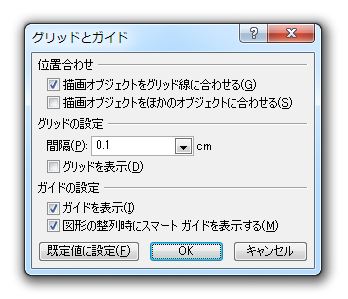 グリッドとガイド
位置合わせ
描画オブジェクトをグリッド線に合わせる(G)
描画オブジェクトをほかのオブジェクトに合わせる(S)
グリッドの設定
間隔(P): 0.1 cm
グリッドを表示(D)
ガイドの設定
ガイドを表示(I)
図形の整列時にスマート ガイドを表示する(M)
既定値に設定(F) OK キャンセル